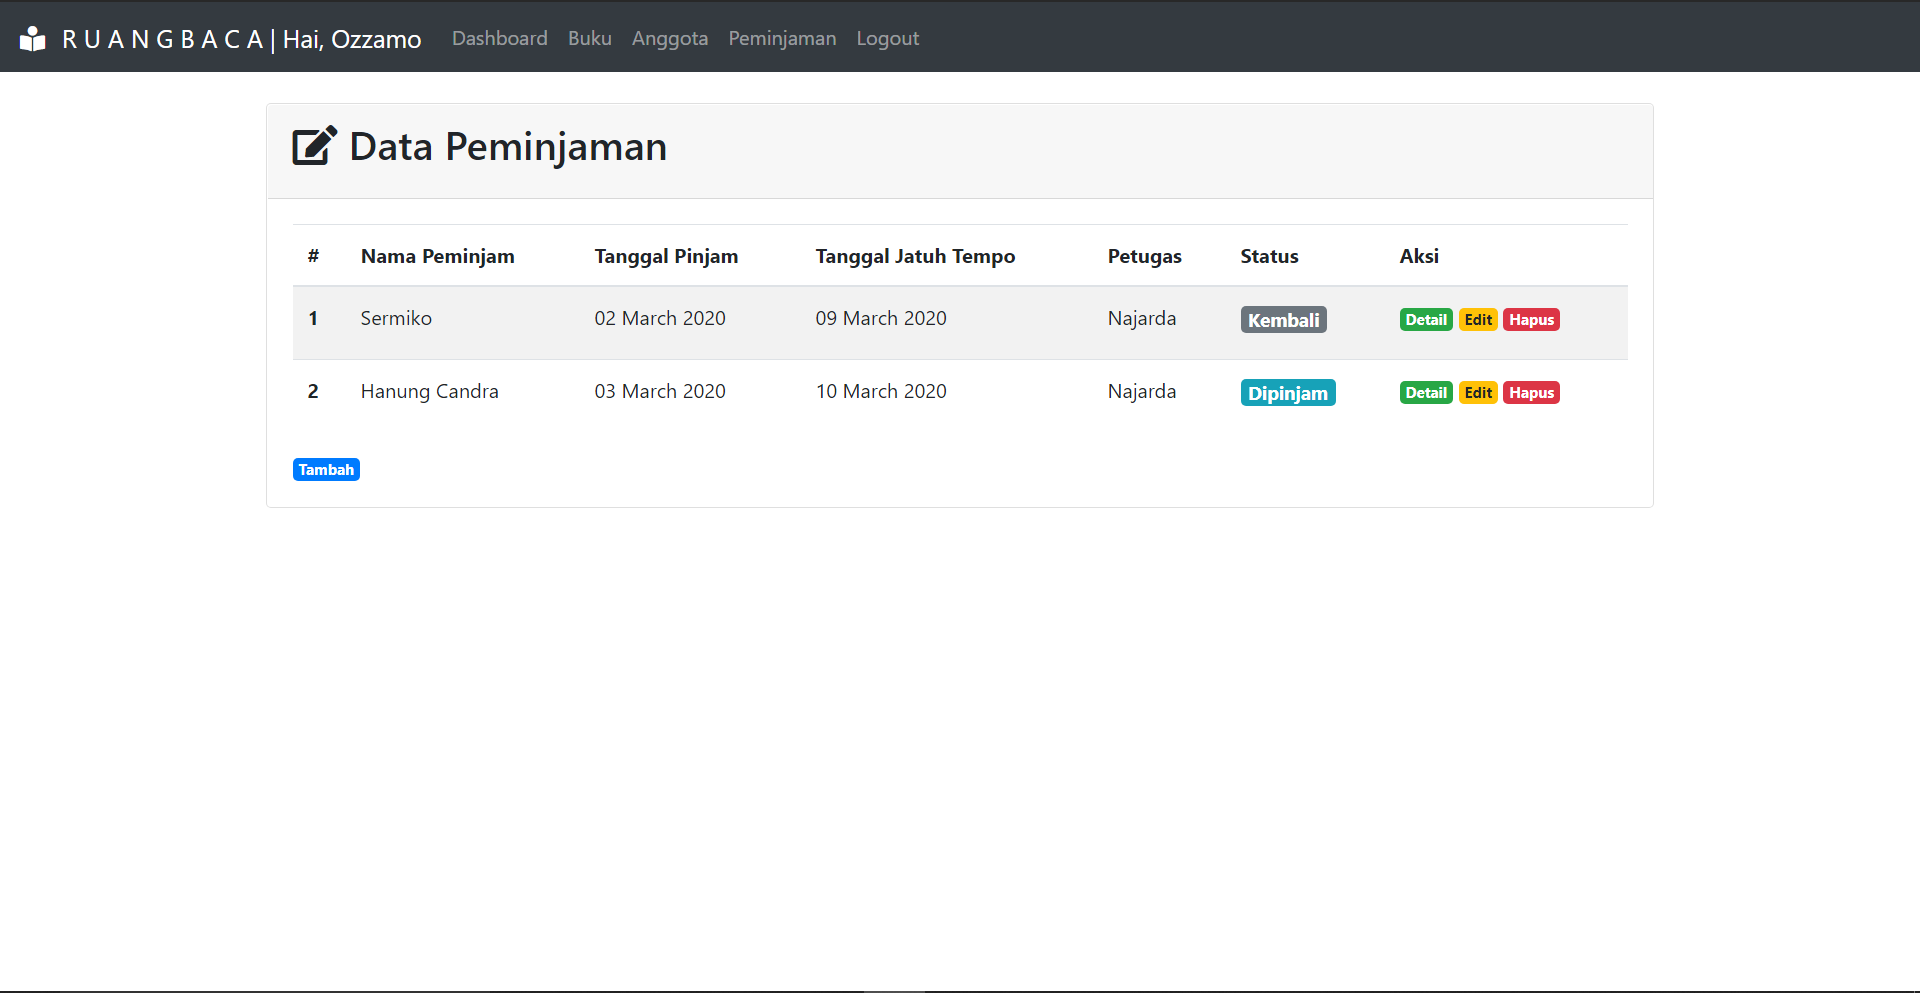 R U A N G B A C A | Hai, Ozzamo Dashboard Buku Anggota Peminjaman Logout
Data Peminjaman
# Nama Peminjam Tanggal Pinjam Tanggal Jatuh Tempo Petugas Status Aksi
1 Sermiko 02 March 2020 09 March 2020 Najarda Kembali Detail Edit Hapus
2 Hanung Candra 03 March 2020 10 March 2020 Najarda Dipinjam Detail Edit Hapus
Tambah